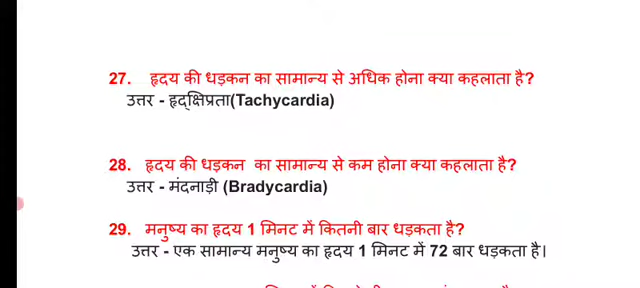 27. हृदय की धड़कन का सामान्य से अधिक होना क्या कहलाता है?
उत्तर - हृद्क्षिप्रता(Tachycardia)
28. हृदय की धड़कन का सामान्य से कम होना क्या कहलाता है?
उत्तर - मंदनाड़ी (Bradycardia)
29. मनुष्य का हृदय 1 मिनट में कितनी बार धड़कता है?
उत्तर - एक सामान्य मनुष्य का हृदय 1 मिनट में 72 बार धड़कता है।